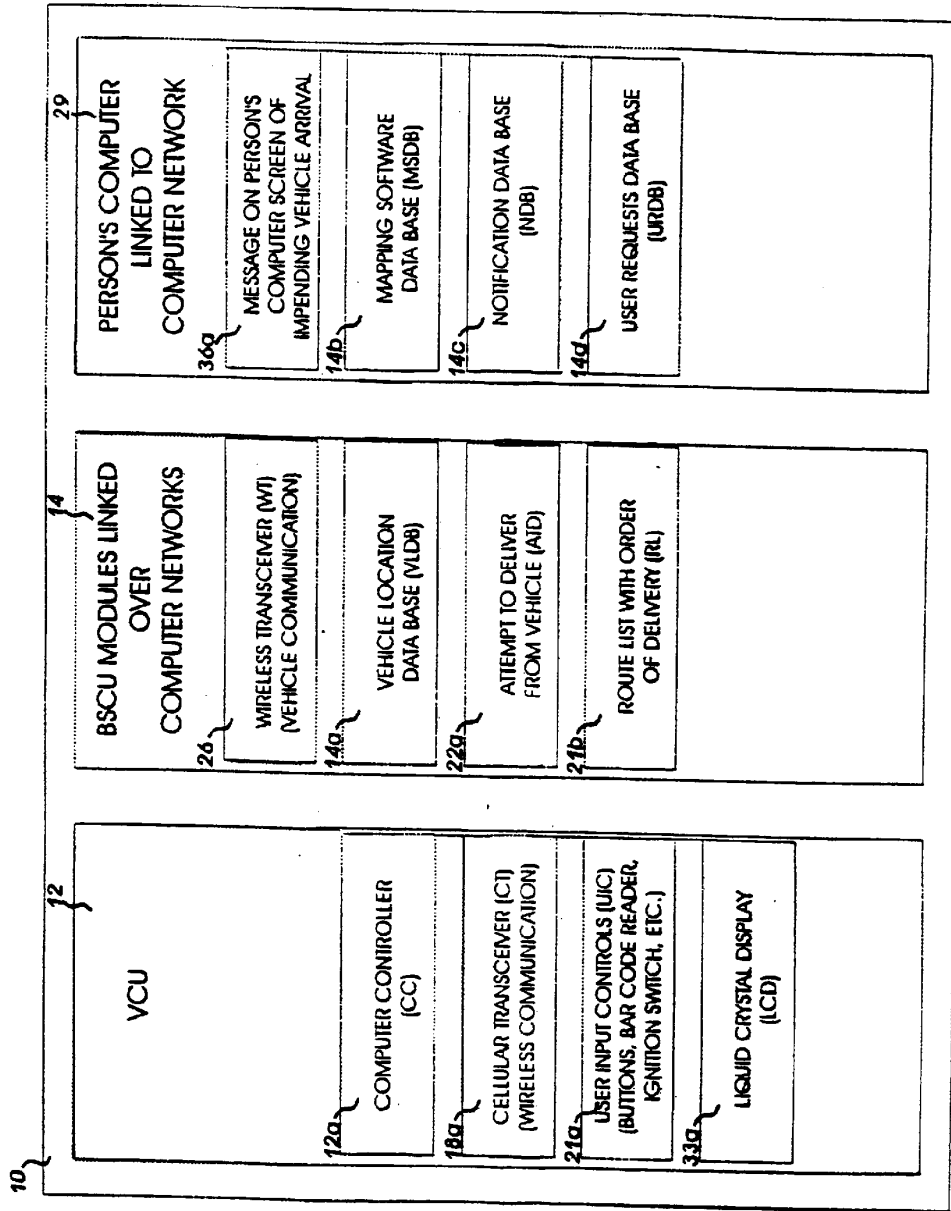 10
12
VCU
12a
COMPUTER CONTROLLER
(CC)
18a
CELLULAR TRANSCEIVER (CT)
(WIRELESS COMMUNICATION)
21a
USER INPUT CONTROLS (UIC)
(BUTTONS, BAR CODE READER,
IGNITION SWITCH, ETC.)
33a
LIQUID CRYSTAL DISPLAY
(LCD)
14
BSCU MODULES LINKED
OVER
COMPUTER NETWORKS
26
WIRELESS TRANSCEIVER (WT)
(VEHICLE COMMUNICATION)
14a
VEHICLE LOCATION
DATA BASE (VLDB)
22a
ATTEMPT TO DELIVER
FROM VEHICLE (ATD)
21b
ROUTE LIST WITH ORDER
OF DELIVERY (RL)
29
PERSON'S COMPUTER
LINKED TO
COMPUTER NETWORK
36a
MESSAGE ON PERSON'S
COMPUTER SCREEN OF
IMPENDING VEHICLE ARRIVAL
14b
MAPPING SOFTWARE
DATA BASE (MSDB)
14c
NOTIFICATION DATA BASE
(NDB)
14d
USER REQUESTS DATA BASE
(URDB)